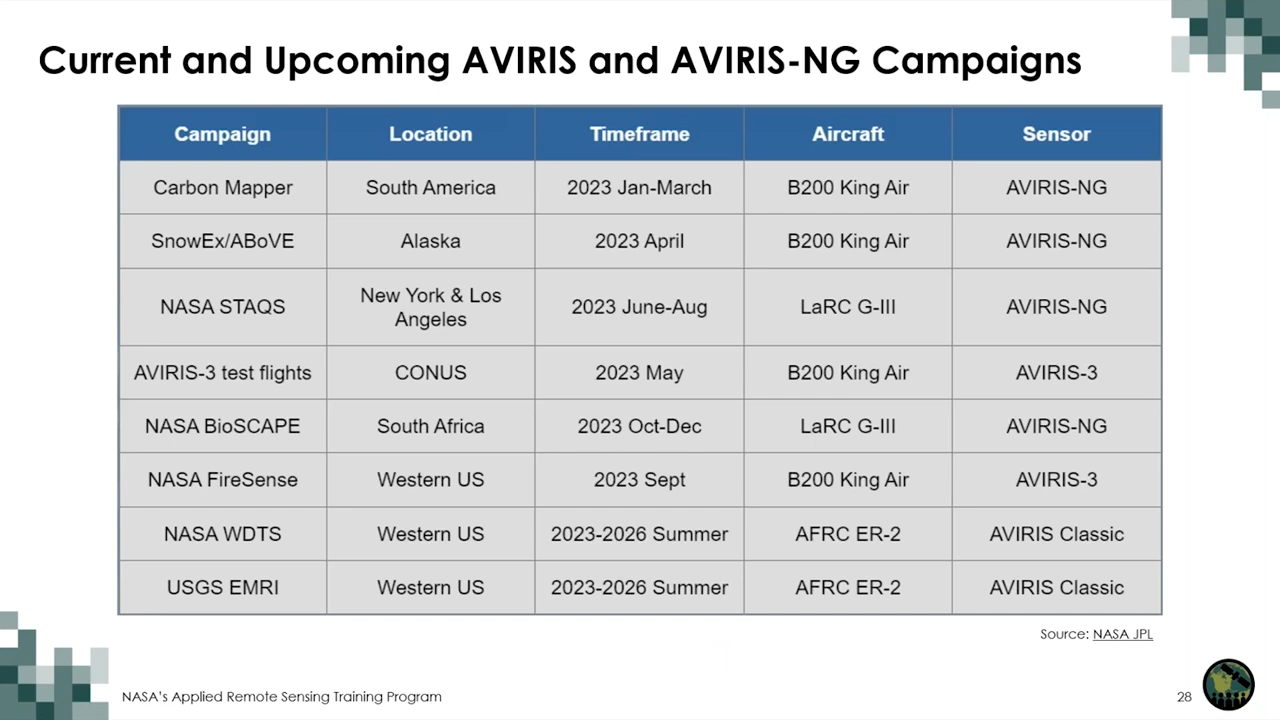 Current and Upcoming AVIRIS and AVIRIS-NG Campaigns
Campaign Location Timeframe Aircraft Sensor
Carbon Mapper South America 2023 Jan-March B200 King Air AVIRIS-NG
SnowEx/ABoVE Alaska 2023 April B200 King Air AVIRIS-NG
NASA STAQS New York & Los Angeles 2023 June-Aug LaRC G-III AVIRIS-NG
AVIRIS-3 test flights CONUS 2023 May B200 King Air AVIRIS-3
NASA BioSCAPE South Africa 2023 Oct-Dec LaRC G-III AVIRIS-NG
NASA FireSense Western US 2023 Sept B200 King Air AVIRIS-3
NASA WDTS Western US 2023-2026 Summer AFRC ER-2 AVIRIS Classic
USGS EMRI Western US 2023-2026 Summer AFRC ER-2 AVIRIS Classic
Source: NASA JPL
NASA's Applied Remote Sensing Training Program 28